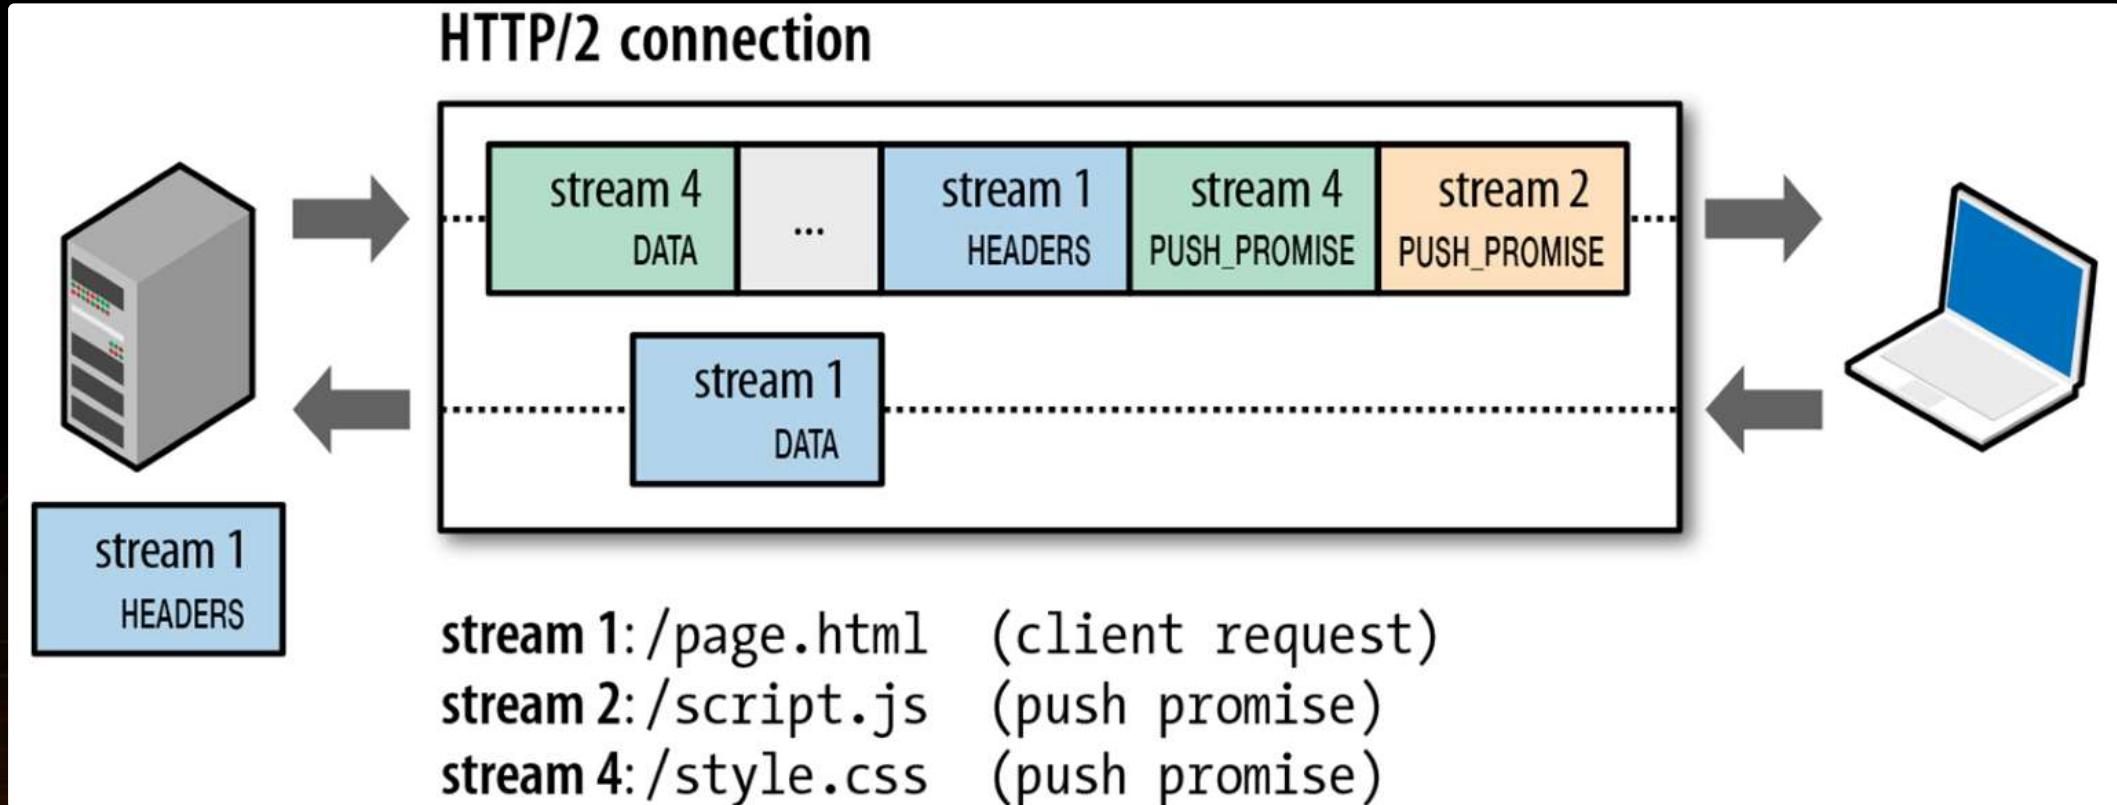 HTTP/2 connection
stream 4
DATA
...
stream 1
HEADERS
stream 4
PUSH_PROMISE
stream 2
PUSH_PROMISE
stream 1
DATA
stream 1
HEADERS
stream 1: /page.html (client request)
stream 2: /script.js (push promise)
stream 4: /style.css (push promise)